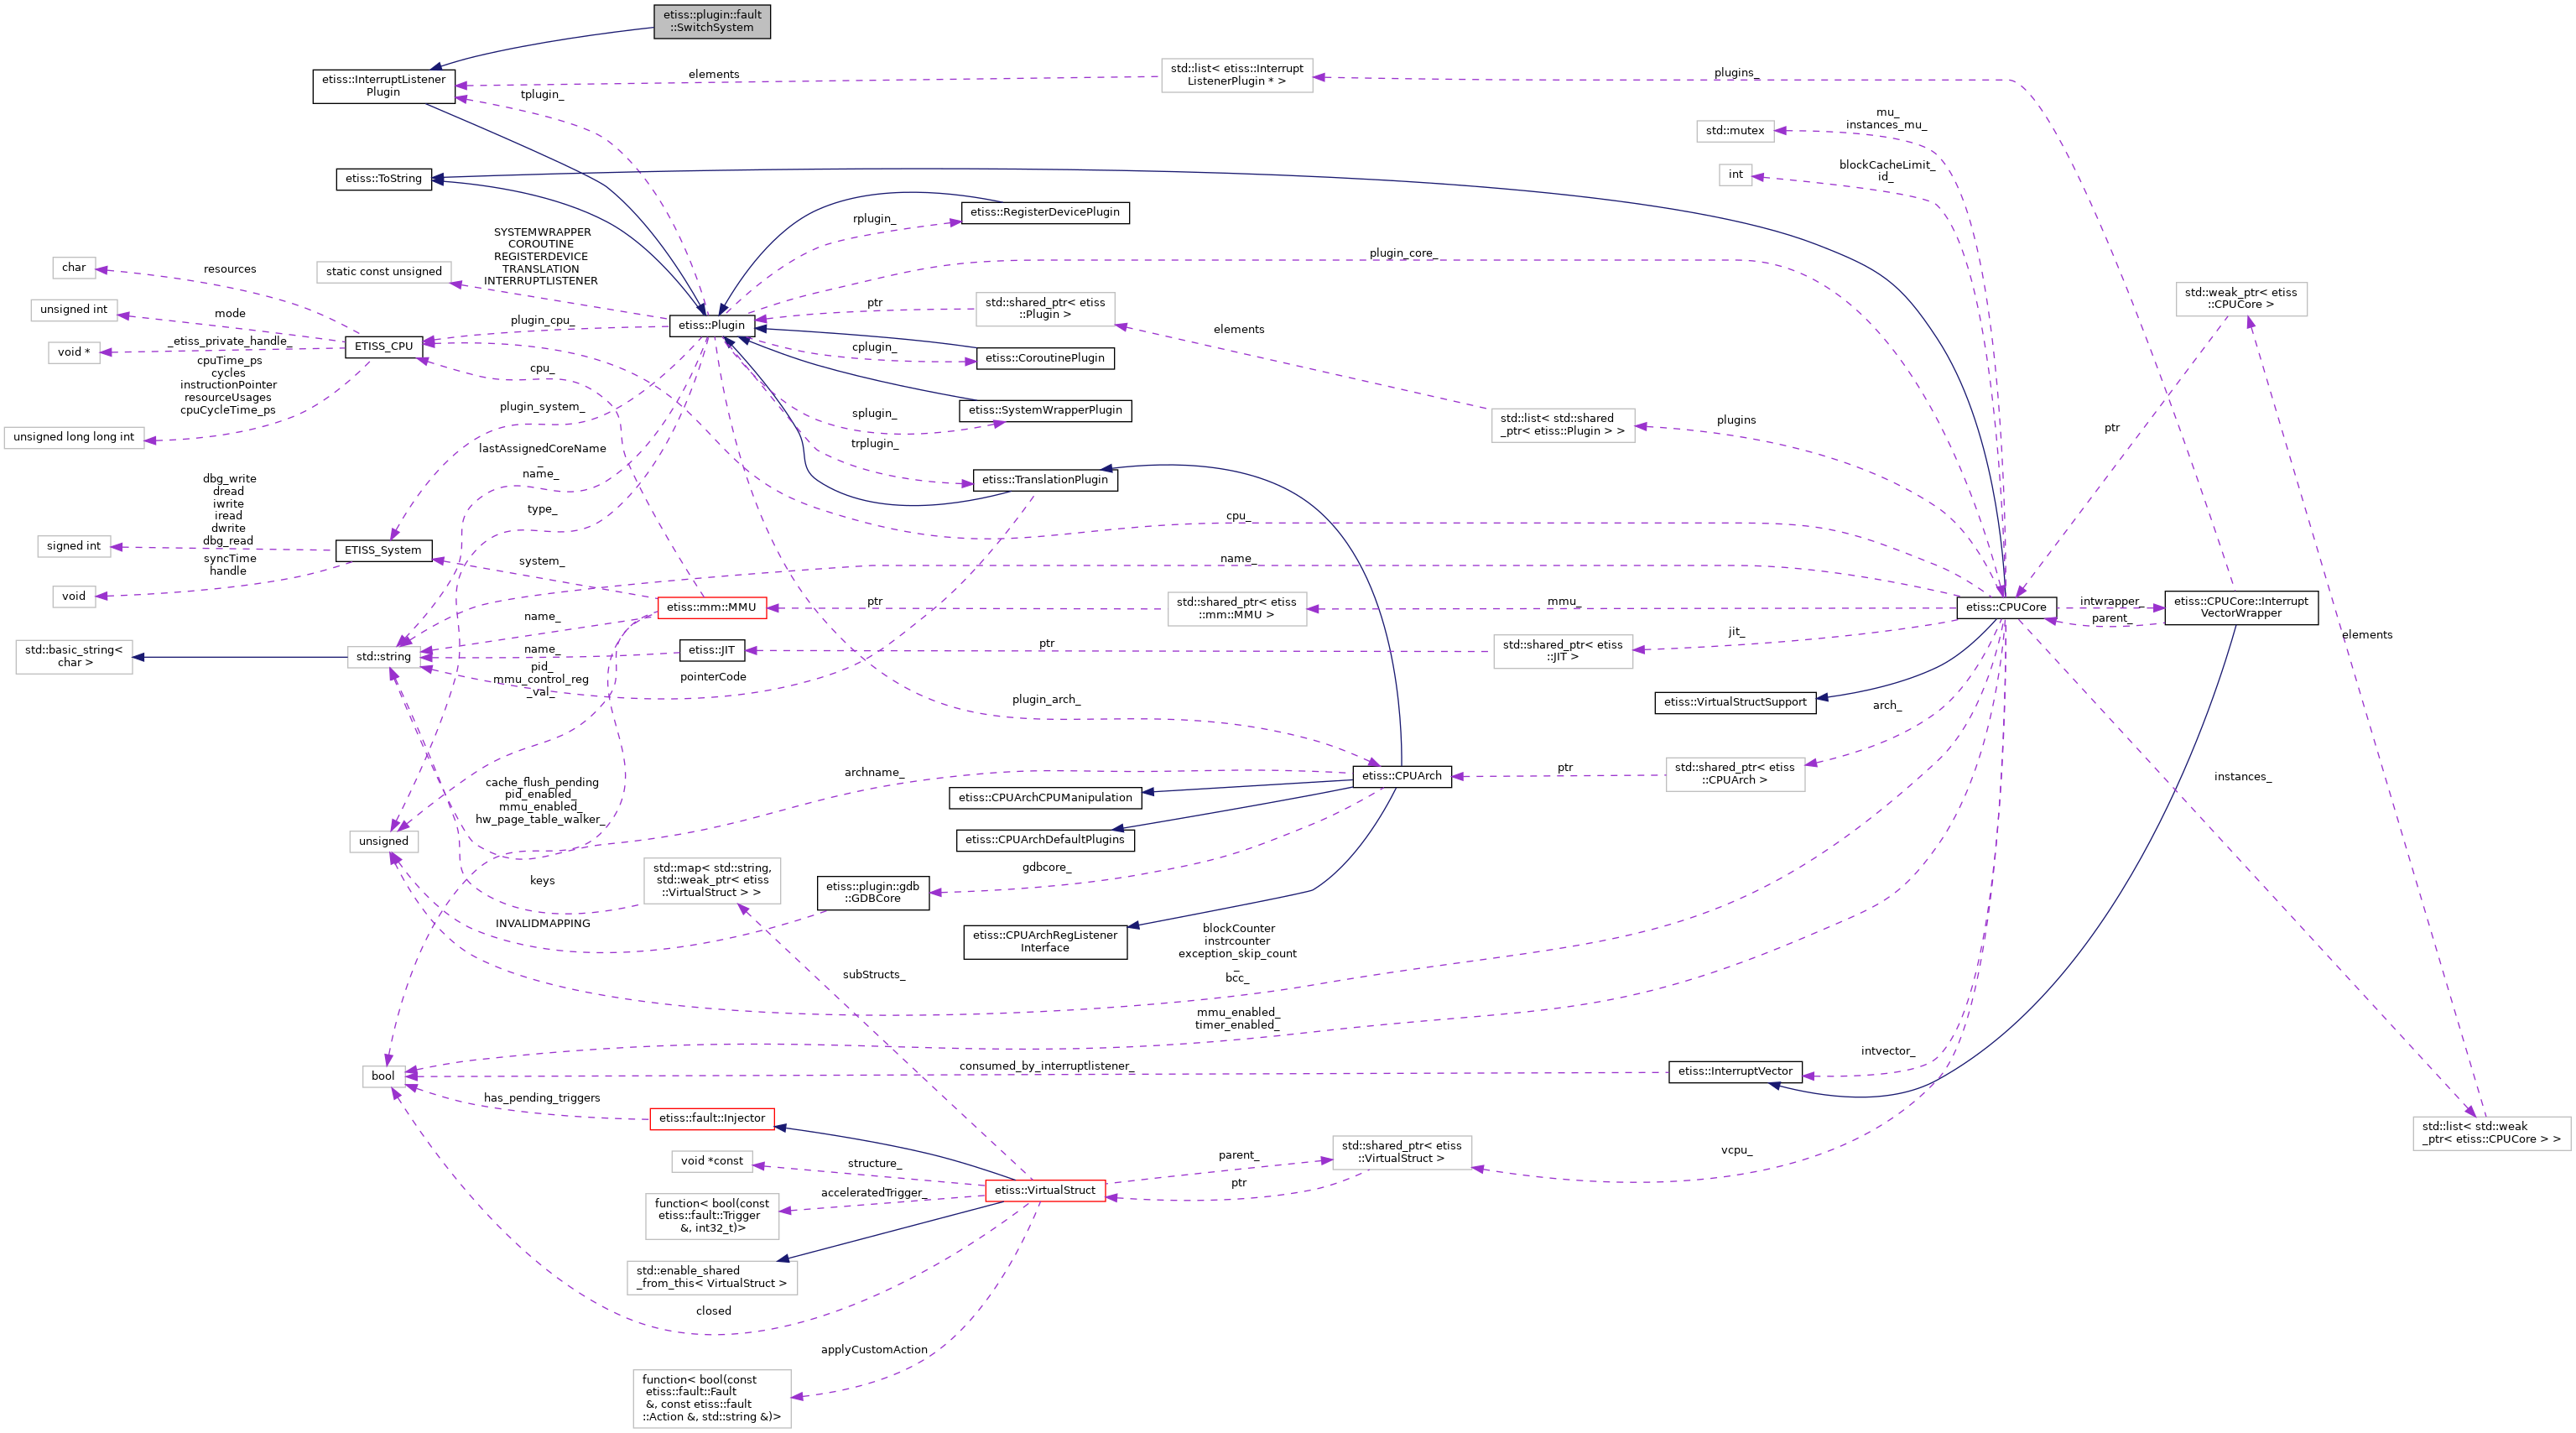 etiss::plugin::fault
::SwitchSystem
etiss::InterruptListener
Plugin
elements
std::list< etiss::Interrupt
ListenerPlugin * >
plugins_
tplugin_
mu_
instances_mu_
std::mutex
blockCacheLimit_
id_
int
etiss::ToString
etiss::RegisterDevicePlugin
rplugin_
SYSTEMWRAPPER
COROUTINE
REGISTERDEVICE
TRANSLATION
INTERRUPTLISTENER
plugin_core_
char
resources
static const unsigned
unsigned int
mode
std::shared_ptr< etiss
::Plugin >
ptr
std::weak_ptr< etiss
::CPUCore >
plugin_cpu_
etiss::Plugin
void *
_etiss_private_handle_
ETISS_CPU
cplugin_
etiss::CoroutinePlugin
cpuTime_ps
cycles
instructionPointer
resourceUsages
cpuCycleTime_ps
cpu_
elements
plugin_system_
splugin_
etiss::SystemWrapperPlugin
std::list< std::shared
_ptr< etiss::Plugin > >
plugins
ptr
unsigned long long int
trplugin_
lastAssignedCoreName
_
name_
etiss::TranslationPlugin
dbg_write
dread
iwrite
iread
dwrite
dbg_read
type_
cpu_
signed int
ETISS_System
syncTime
handle
system_
name_
void
etiss::mm::MMU
ptr
std::shared_ptr< etiss
::mm::MMU >
mmu_
etiss::CPUCore
intwrapper_
parent_
etiss::CPUCore::Interrupt
VectorWrapper
name_
jit_
elements
std::basic_string<
char >
std::string
name_
etiss::JIT
ptr
std::shared_ptr< etiss
::JIT >
pid_
mmu_control_reg
_val_
pointerCode
plugin_arch_
etiss::VirtualStructSupport
arch_
archname_
etiss::CPUArch
ptr
std::shared_ptr< etiss
::CPUArch >
instances_
cache_flush_pending
pid_enabled_
mmu_enabled_
hw_page_table_walker_
etiss::CPUArchCPUManipulation
etiss::CPUArchDefaultPlugins
unsigned
gdbcore_
std::map< std::string,
std::weak_ptr< etiss
::VirtualStruct > >
keys
etiss::plugin::gdb
::GDBCore
INVALIDMAPPING
etiss::CPUArchRegListener
Interface
blockCounter
instrcounter
exception_skip_count
_
bcc_
subStructs_
mmu_enabled_
timer_enabled_
intvector_
bool
consumed_by_interruptlistener_
etiss::InterruptVector
has_pending_triggers
etiss::fault::Injector
std::list< std::weak
_ptr< etiss::CPUCore > >
void *const
structure_
parent_
std::shared_ptr< etiss
::VirtualStruct >
vcpu_
etiss::VirtualStruct
ptr
acceleratedTrigger_
function< bool(const
etiss::fault::Trigger
&, int32_t)>
std::enable_shared
_from_this< VirtualStruct >
closed
applyCustomAction
function< bool(const
etiss::fault::Fault
&, const etiss::fault
::Action &, std::string &)>